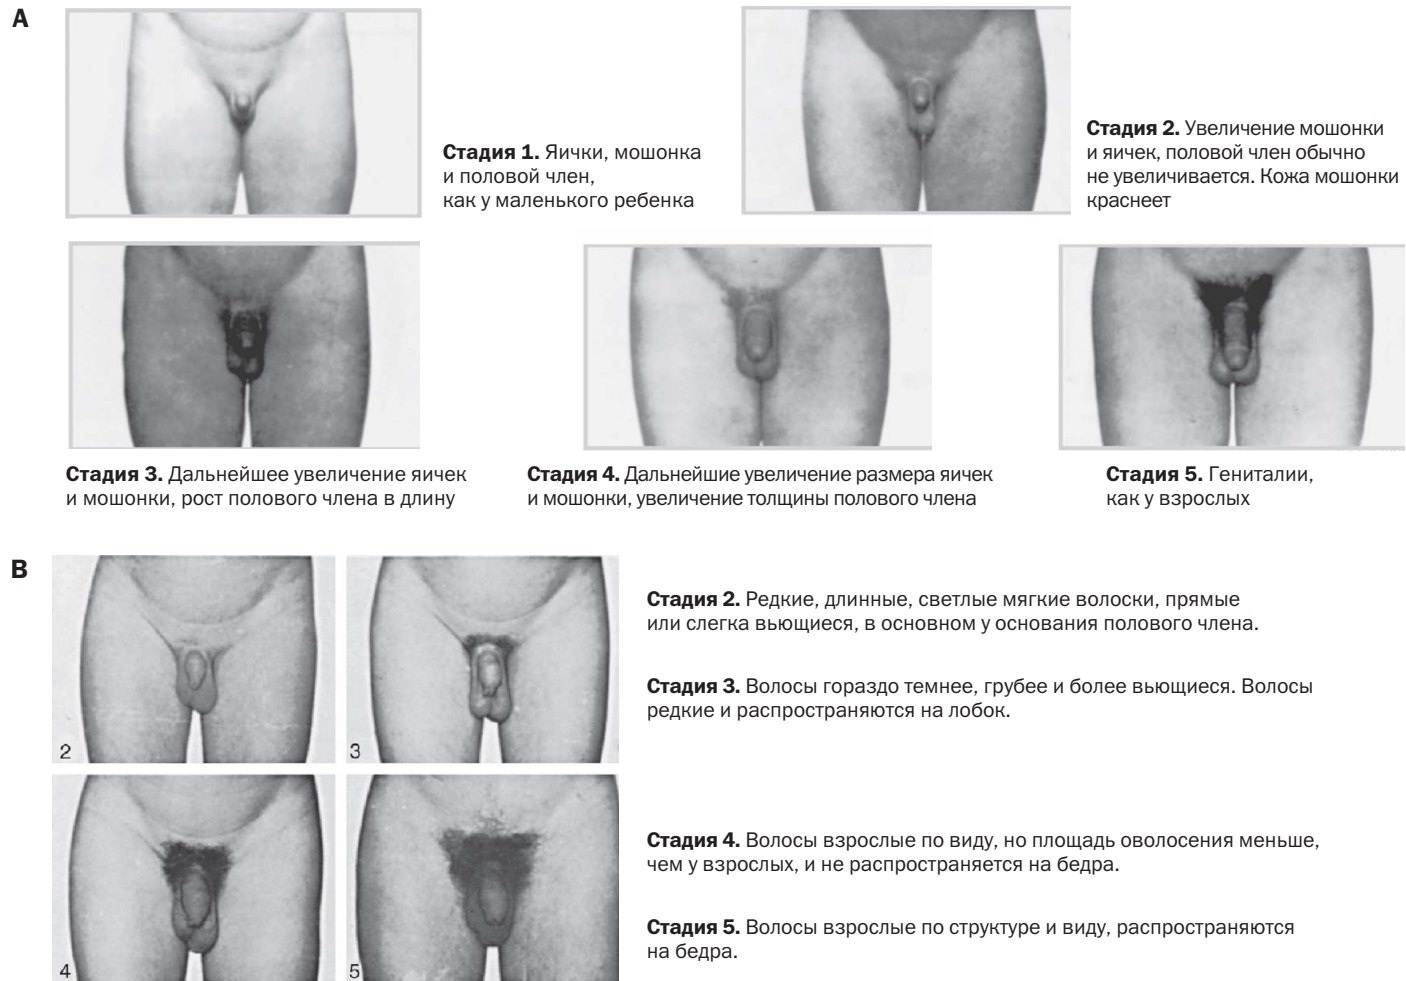 A
Стадия 1. Яички, мошонка
и половой член,
как у маленького ребенка
Стадия 2. Увеличение мошонки
и яичек, половой член обычно
не увеличивается. Кожа мошонки
краснеет
Стадия 3. Дальнейшее увеличение яичек
и мошонки, рост полового члена в длину
Стадия 4. Дальнейшие увеличение размера яичек
и мошонки, увеличение толщины полового члена
Стадия 5. Гениталии,
как у взрослых
B
2
3
Стадия 2. Редкие, длинные, светлые мягкие волоски, прямые
или слегка вьющиеся, в основном у основания полового члена.
Стадия 3. Волосы гораздо темнее, грубее и более вьющиеся. Волосы
редкие и распространяются на лобок.
4
5
Стадия 4. Волосы взрослые по виду, но площадь оволосения меньше,
чем у взрослых, и не распространяется на бедра.
Стадия 5. Волосы взрослые по структуре и виду, распространяются
на бедра.